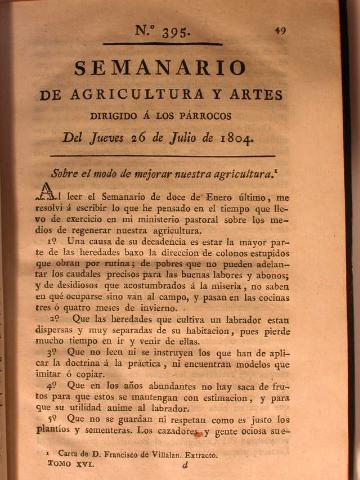 N.º 395.
49
SEMANARIO
DE AGRICULTURA Y ARTES
DIRIGIDO Á LOS PÁRROCOS
Del Jueves 26 de Julio de 1804.
Sobre el modo de mejorar nuestra agricultura.¹
Al leer el Semanario de doce de Enero último, me
resolví á escribir lo que he pensado en el tiempo que lle-
vo de exercicio en mi ministerio pastoral sobre los me-
dios de regenerar nuestra agricultura.
1º Una causa de su decadencia es estar la mayor par-
te de las heredades baxo la direccion de colonos estupidos
que obran por rutina; de pobres que no pueden adelan-
tar los caudales precisos para las buenas labores y abonos;
y de desidiosos que acostumbrados á la miseria, no saben
en qué ocuparse sino van al campo, y pasan en las cocinas
tres ó quatro meses de invierno.
2º Que las heredades que cultiva un labrador estan
dispersas y muy separadas de su habitacion, pues pierde
mucho tiempo en ir y venir de ellas.
3º Que no leen ni se instruyen los que han de apli-
car la doctrina á la práctica, ni encuentran modelos que
imitar ó copiar.
4º Que en los años abundantes no hay saca de fru-
tos para que estos se mantengan con estimacion, y para
que su utilidad anime al labrador.
5º Que no se guardan ni respetan como es justo los
plantios y sementeras. Los cazadores y gente ociosa sue-
1 Carta de D. Francisco de Villalan. Extracto.
TOMO XVI.
d